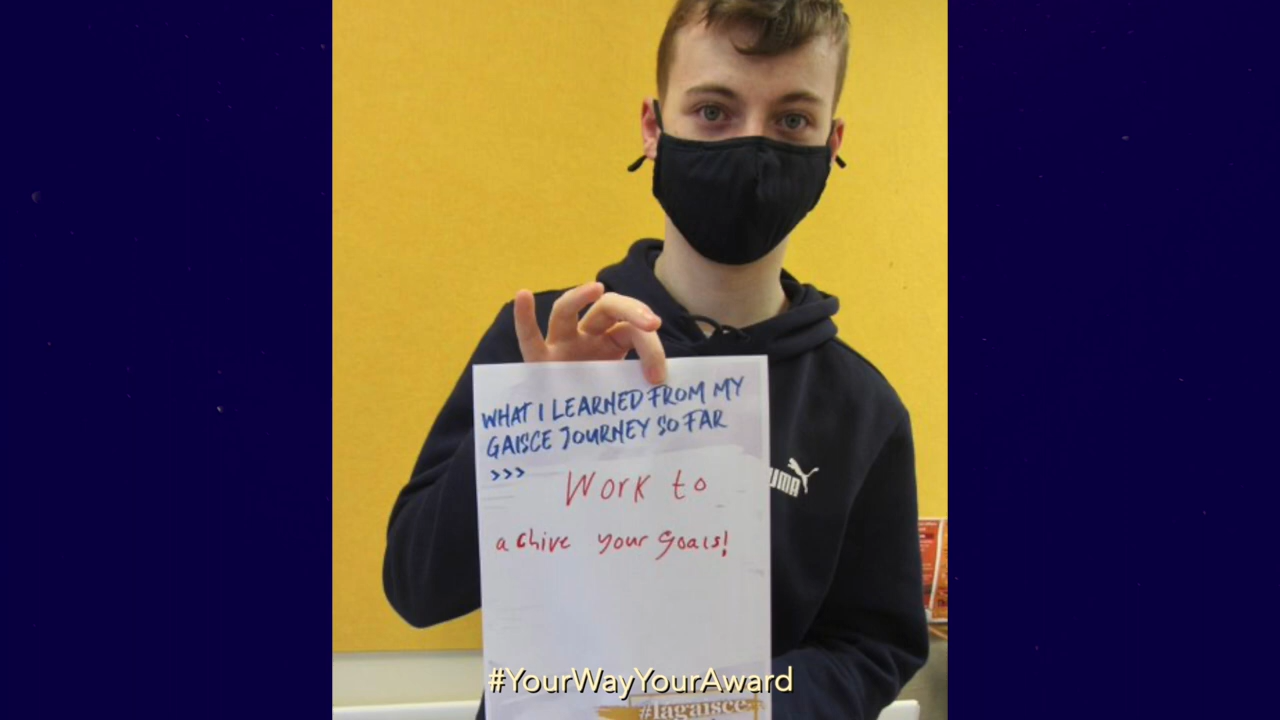 WHAT I LEARNED FROM MY
GAISCE JOURNEY SO FAR
>>>
Work to
achive your goals!
UMA
#YourWayYourAward
#lagaisce